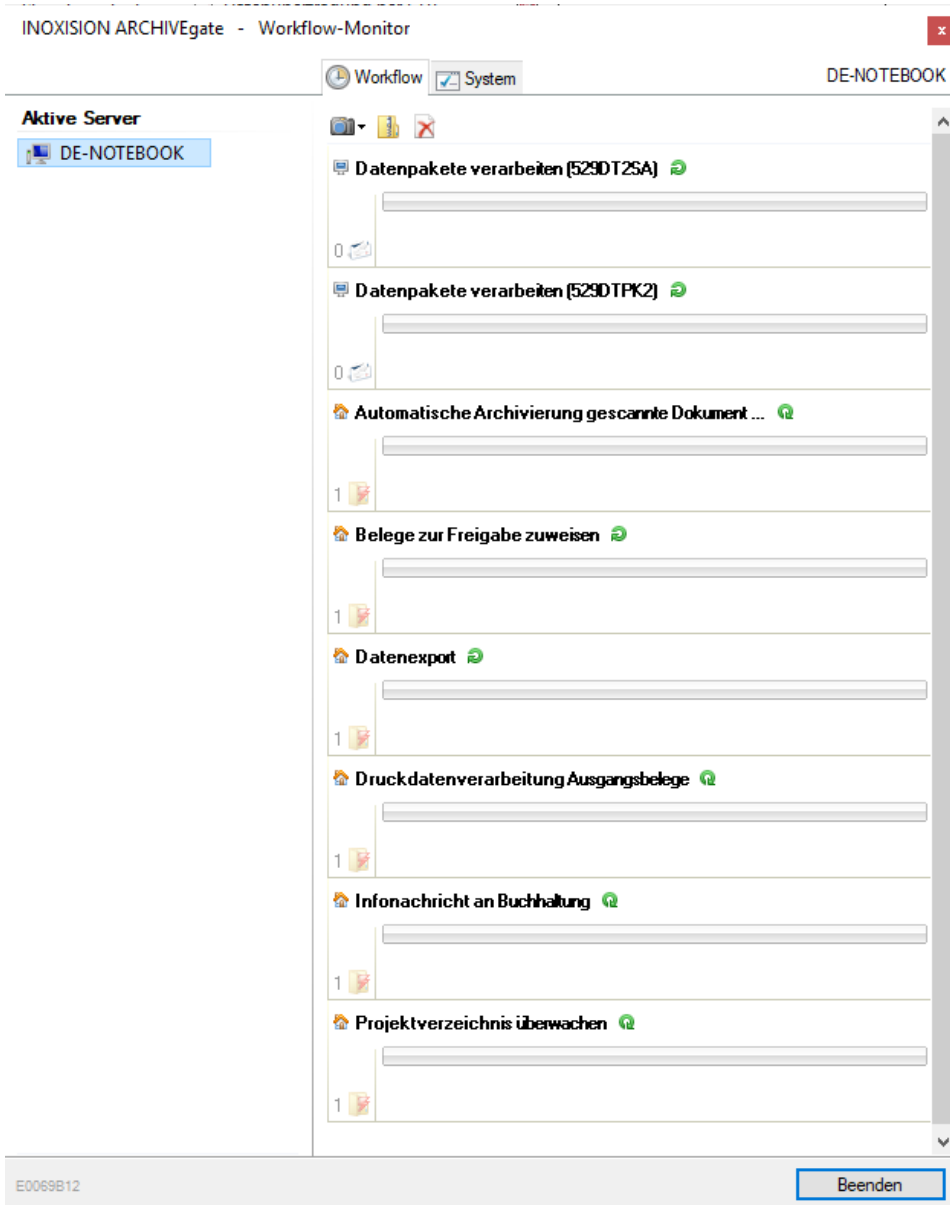 INOXISION ARCHIVEgate - Workflow-Monitor
x
Workflow
System
DE-NOTEBOOK
Aktive Server
DE-NOTEBOOK
Datenpakete verarbeiten (529DT2SA)
0
Datenpakete verarbeiten (529DTPK2)
0
Automatische Archivierung gescannte Dokument ...
1
Belege zur Freigabe zuweisen
1
Datenexport
1
Druckdatenverarbeitung Ausgangsbelege
1
Infonachricht an Buchhaltung
1
Projektverzeichnis überwachen
1
E0069B12
Beenden